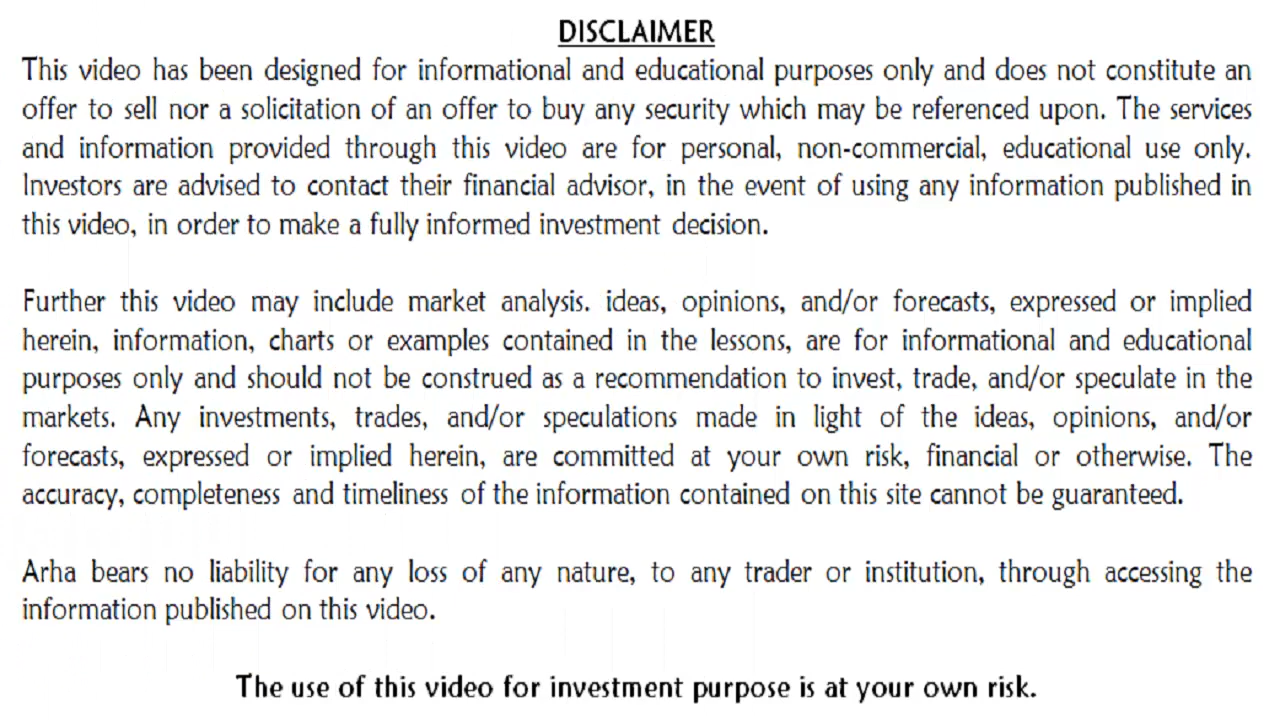 DISCLAIMER
This video has been designed for informational and educational purposes only and does not constitute an
offer to sell nor a solicitation of an offer to buy any security which may be referenced upon. The services
and information provided through this video are for personal, non-commercial, educational use only.
Investors are advised to contact their financial advisor, in the event of using any information published in
this video, in order to make a fully informed investment decision.
Further this video may include market analysis. ideas, opinions, and/or forecasts, expressed or implied
herein, information, charts or examples contained in the lessons, are for informational and educational
purposes only and should not be construed as a recommendation to invest, trade, and/or speculate in the
markets. Any investments, trades, and/or speculations made in light of the ideas, opinions, and/or
forecasts, expressed or implied herein, are committed at your own risk, financial or otherwise. The
accuracy, completeness and timeliness of the information contained on this site cannot be guaranteed.
Arha bears no liability for any loss of any nature, to any trader or institution, through accessing the
information published on this video.
The use of this video for investment purpose is at your own risk.